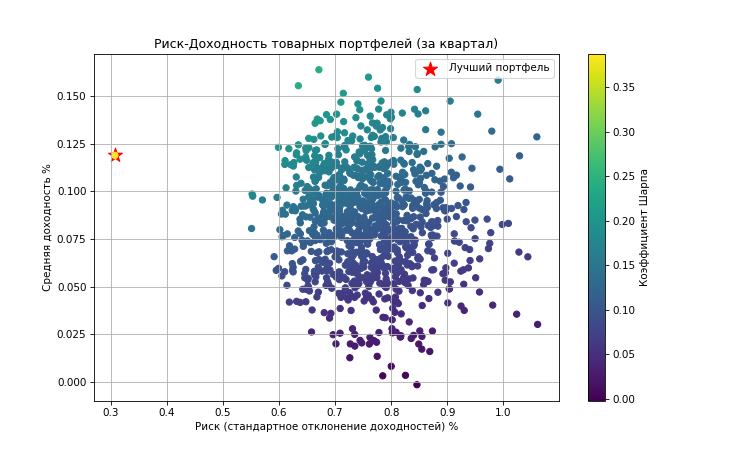 Риск-Доходность товарных портфелей (за квартал)
Лучший портфель
Средняя доходность %
0.150
0.125
0.100
0.075
0.050
0.025
0.000
0.3 0.4 0.5 0.6 0.7 0.8 0.9 1.0
Риск (стандартное отклонение доходностей) %
0.35
0.30
0.25
0.20
0.15
0.10
0.05
0.00
Коэффициент Шарпа